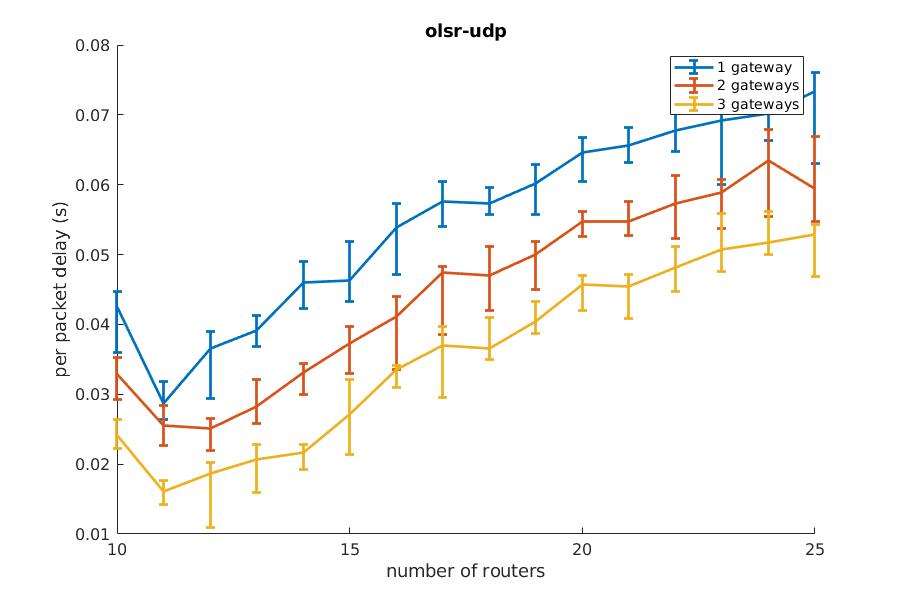 olsr-udp
0.08
0.07
0.06
0.05
0.04
0.03
0.02
0.01
per packet delay (s)
1 gateway
2 gateways
3 gateways
10
15
20
25
number of routers